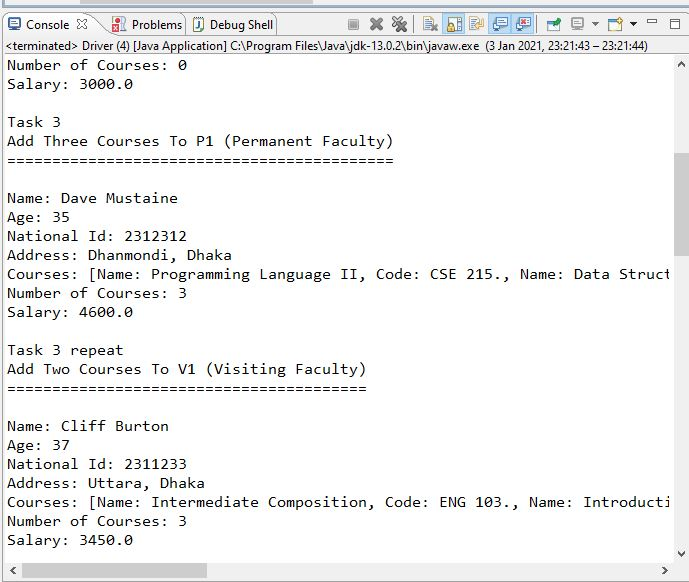 Console Problems Debug Shell
<terminated> Driver (4) [Java Application] C:\Program Files\Java\jdk-13.0.2\bin\javaw.exe (3 Jan 2021, 23:21:43 – 23:21:44)
Number of Courses: 0
Salary: 3000.0
Task 3
Add Three Courses To P1 (Permanent Faculty)
===========================================
Name: Dave Mustaine
Age: 35
National Id: 2312312
Address: Dhanmondi, Dhaka
Courses: [Name: Programming Language II, Code: CSE 215., Name: Data Struct
Number of Courses: 3
Salary: 4600.0
Task 3 repeat
Add Two Courses To V1 (Visiting Faculty)
========================================
Name: Cliff Burton
Age: 37
National Id: 2311233
Address: Uttara, Dhaka
Courses: [Name: Intermediate Composition, Code: ENG 103., Name: Introducti
Number of Courses: 3
Salary: 3450.0